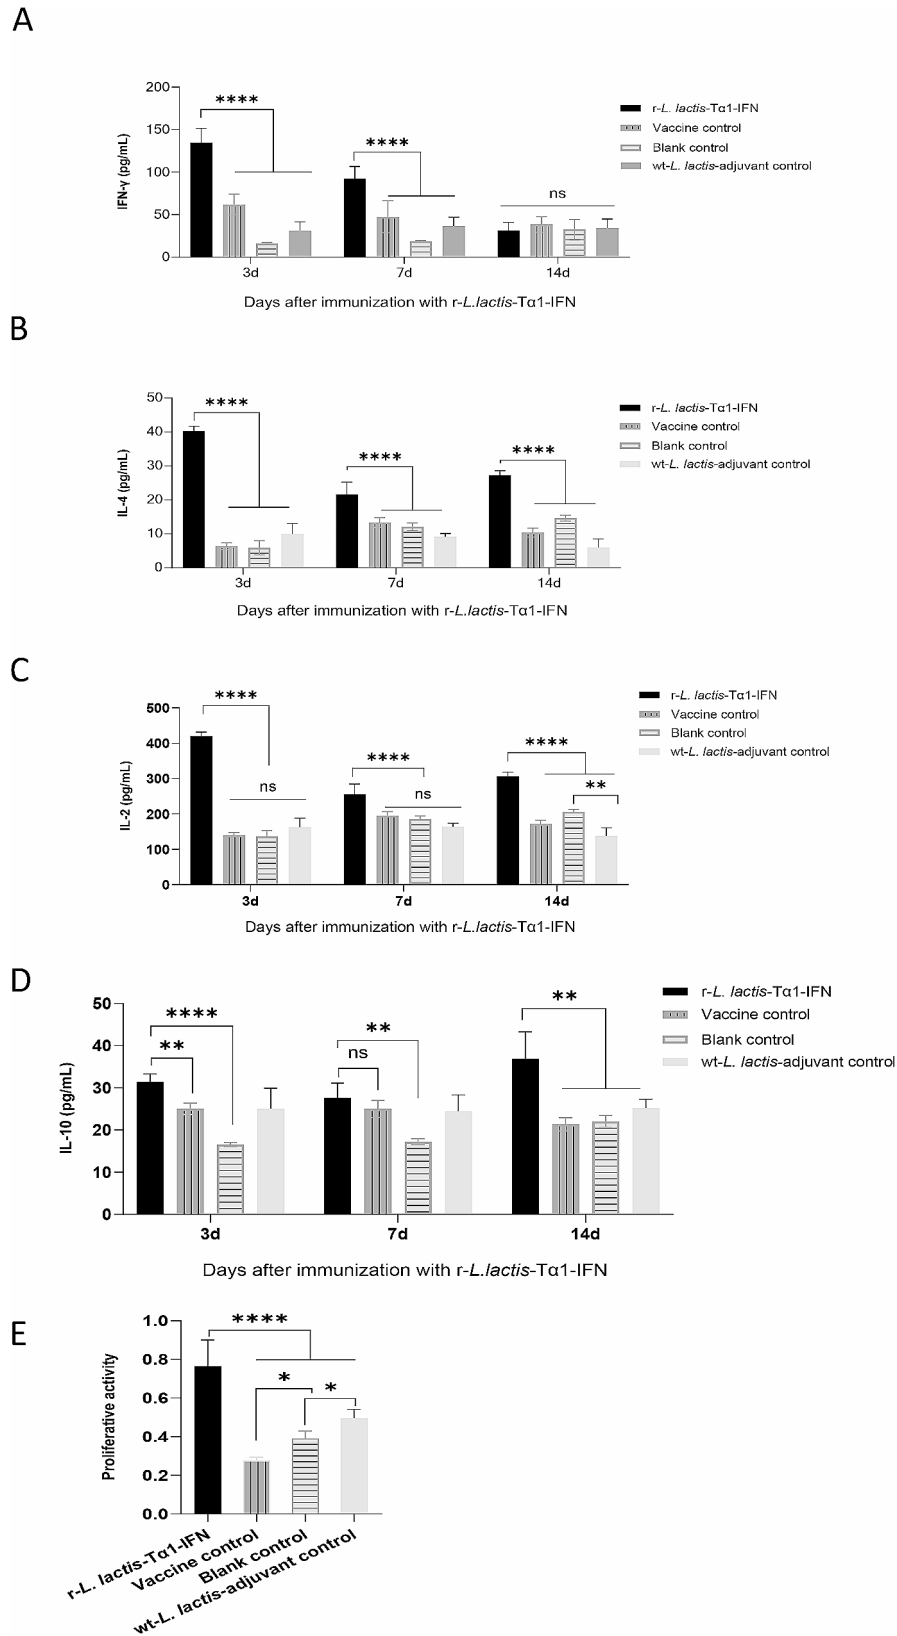 A
IFN-γ (pg/mL)
200
150
100
50
0
****
****
ns
3d
7d
14d
r-L. lactis-Tα1-IFN
Vaccine control
Blank control
wt-L. lactis-adjuvant control
Days after immunization with r-L.lactis-Tα1-IFN
B
IL-4 (pg/mL)
50
40
30
20
10
0
****
****
****
3d
7d
14d
r-L. lactis-Tα1-IFN
Vaccine control
Blank control
wt-L. lactis-adjuvant control
Days after immunization with r-L.lactis-Tα1-IFN
C
IL-2 (pg/mL)
500
400
300
200
100
0
****
ns
****
ns
****
**
3d
7d
14d
r-L. lactis-Tα1-IFN
Vaccine control
Blank control
wt-L. lactis-adjuvant control
Days after immunization with r-L.lactis-Tα1-IFN
D
IL-10 (pg/mL)
50
40
30
20
10
0
****
**
**
ns
**
3d
7d
14d
r-L. lactis-Tα1-IFN
Vaccine control
Blank control
wt-L. lactis-adjuvant control
Days after immunization with r-L.lactis-Tα1-IFN
E
Proliferative activity
1.0
0.8
0.6
0.4
0.2
0.0
****
*
*
r-L. lactis-Tα1-IFN
Vaccine control
Blank control
wt-L. lactis-adjuvant control